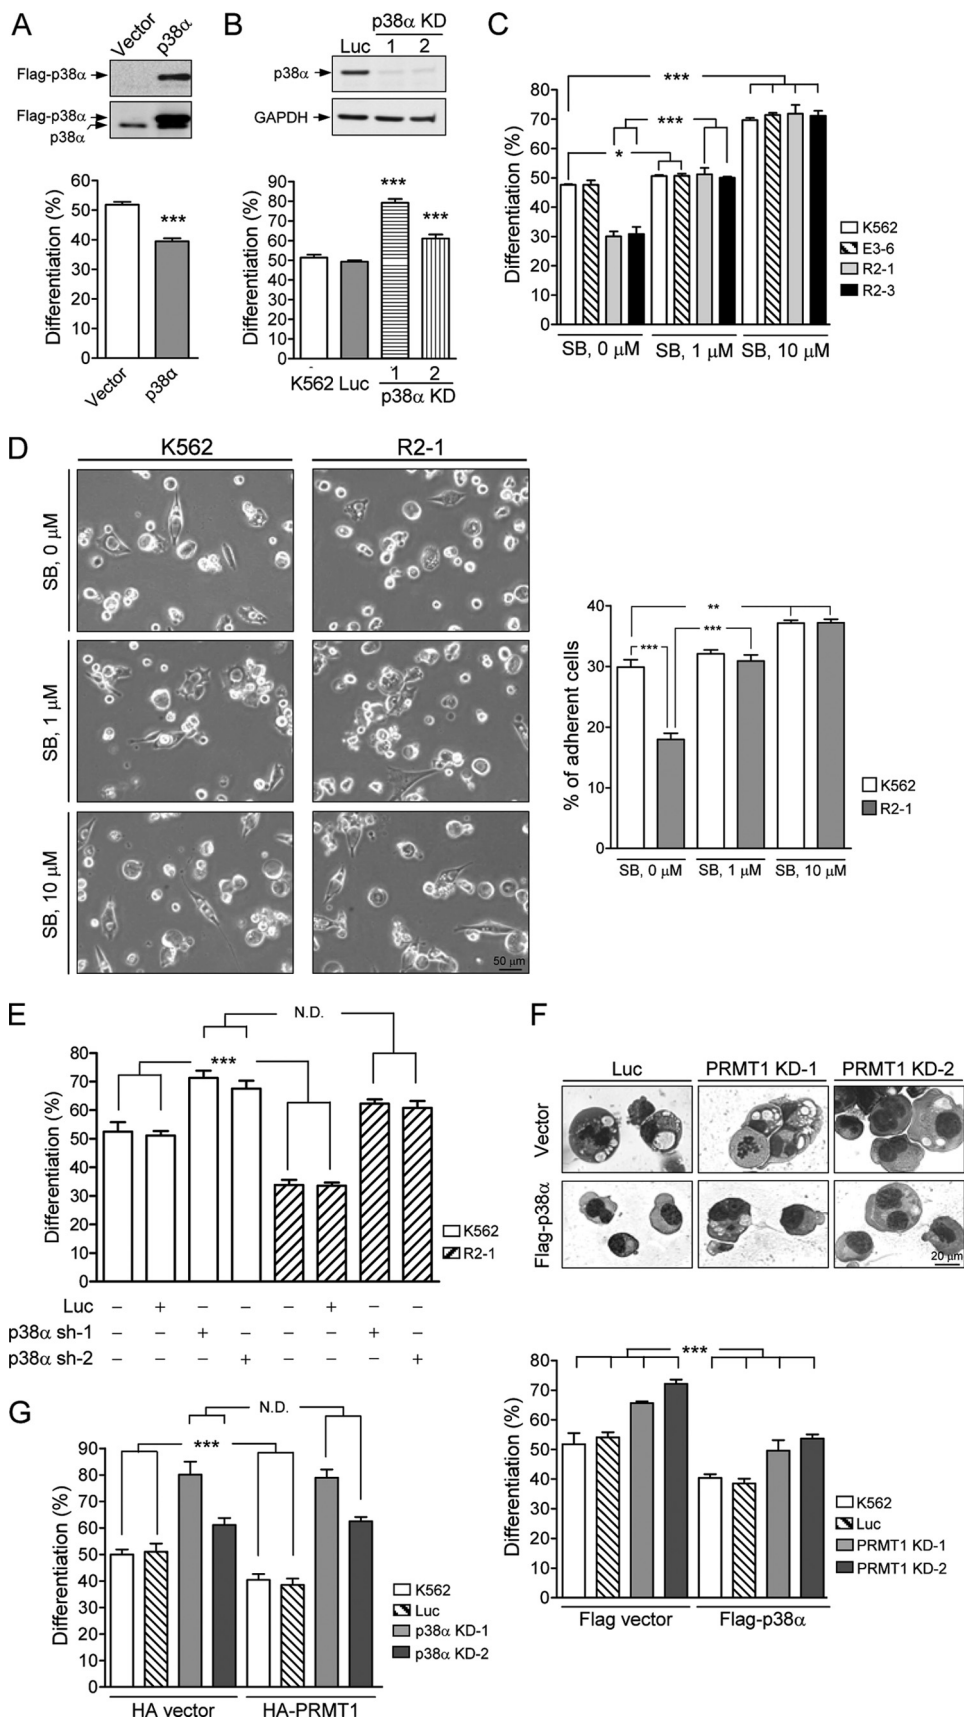 A
Vector
p38α
Flag-p38α
Flag-p38α
p38α
Differentiation (%)
60
50
40
30
20
10
0
***
Vector
p38α
B
p38α KD
Luc 1 2
p38α
GAPDH
Differentiation (%)
90
80
70
60
50
40
30
20
10
0
***
***
K562 Luc 1 2
p38α KD
C
Differentiation (%)
80
70
60
50
40
30
20
10
0
***
***
*
K562
E3-6
R2-1
R2-3
SB, 0 μM SB, 1 μM SB, 10 μM
D
K562 R2-1
SB, 0 μM
SB, 1 μM
SB, 10 μM
50 μm
% of adherent cells
40
30
20
10
0
**
***
***
K562
R2-1
SB, 0 μM SB, 1 μM SB, 10 μM
E
N.D.
***
Differentiation (%)
80
70
60
50
40
30
20
10
0
K562
R2-1
Luc – + – – – + – –
p38α sh-1 – – + – – – + –
p38α sh-2 – – – + – – – +
F
Luc PRMT1 KD-1 PRMT1 KD-2
Vector
Flag-p38α
20 μm
Differentiation (%)
80
70
60
50
40
30
20
10
0
***
K562
Luc
PRMT1 KD-1
PRMT1 KD-2
Flag vector Flag-p38α
G
N.D.
***
Differentiation (%)
90
80
70
60
50
40
30
20
10
0
K562
Luc
p38α KD-1
p38α KD-2
HA vector HA-PRMT1